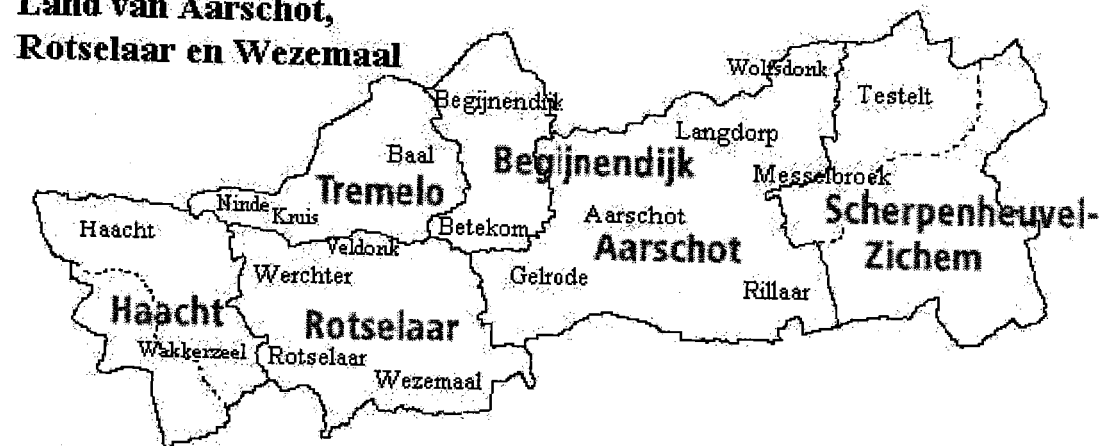 Land van Aarschot,
Rotselaar en Wezemaal
Wolfsdonk
Begijnendijk
Testelt
Langdorp
Baal
Begijnendijk
Messelbroek
Tremelo
Ninde
Kruis
Aarschot
Scherpenheuvel-
Zichem
Haacht
Betekom
Veldonk
Aarschot
Werchter
Gelrode
Rillaar
Haacht
Rotselaar
Wakkerzeel
Rotselaar
Wezemaal